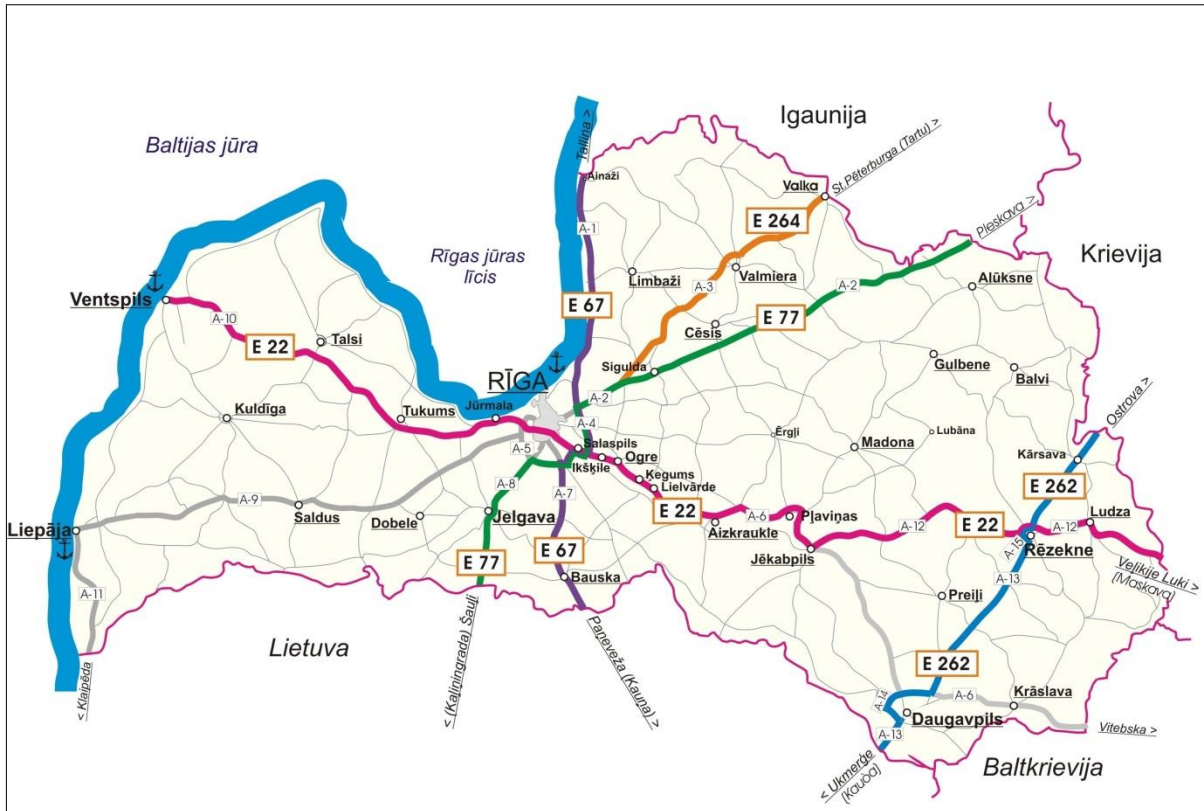 Igaunija
Tallina >
Baltijas jūra
St.Pēterburga (Tartu) >
Ainaži
Valka
Pleskava >
E 264
A-1
Rīgas jūras
līcis
Krievija
Limbaži
Valmiera
A-3
A-2
Alūksne
Ventspils
E 67
A-10
E 77
Cēsis
E 22
Talsi
Sigulda
Gulbene
Balvi
RĪGA
A-2
Ostrova >
Kuldīga
Tukums
Jūrmala
A-4
Ērgļi
Lubāna
Madona
A-5
Salaspils
Ikšķile
Ogre
Kārsava
A-8
A-7
Ķegums
Lielvārde
E 262
A-9
Saldus
Dobele
Jelgava
E 22
A-6
Pļaviņas
A-12
E 22
A-12
Ludza
Liepāja
Aizkraukle
A-15
Rēzekne
E 67
Jēkabpils
E 77
Bauska
A-13
Veļikije Luki >
(Maskava)
A-11
Preiļi
Lietuva
< Klaipēda
< (Kaļiņingrada) Šauļi
Paņeveža (Kauņa) >
E 262
A-14
A-6
Krāslava
Daugavpils
A-13
Vitebska >
< Ukmerģe
(Kauņa)
Baltkrievija